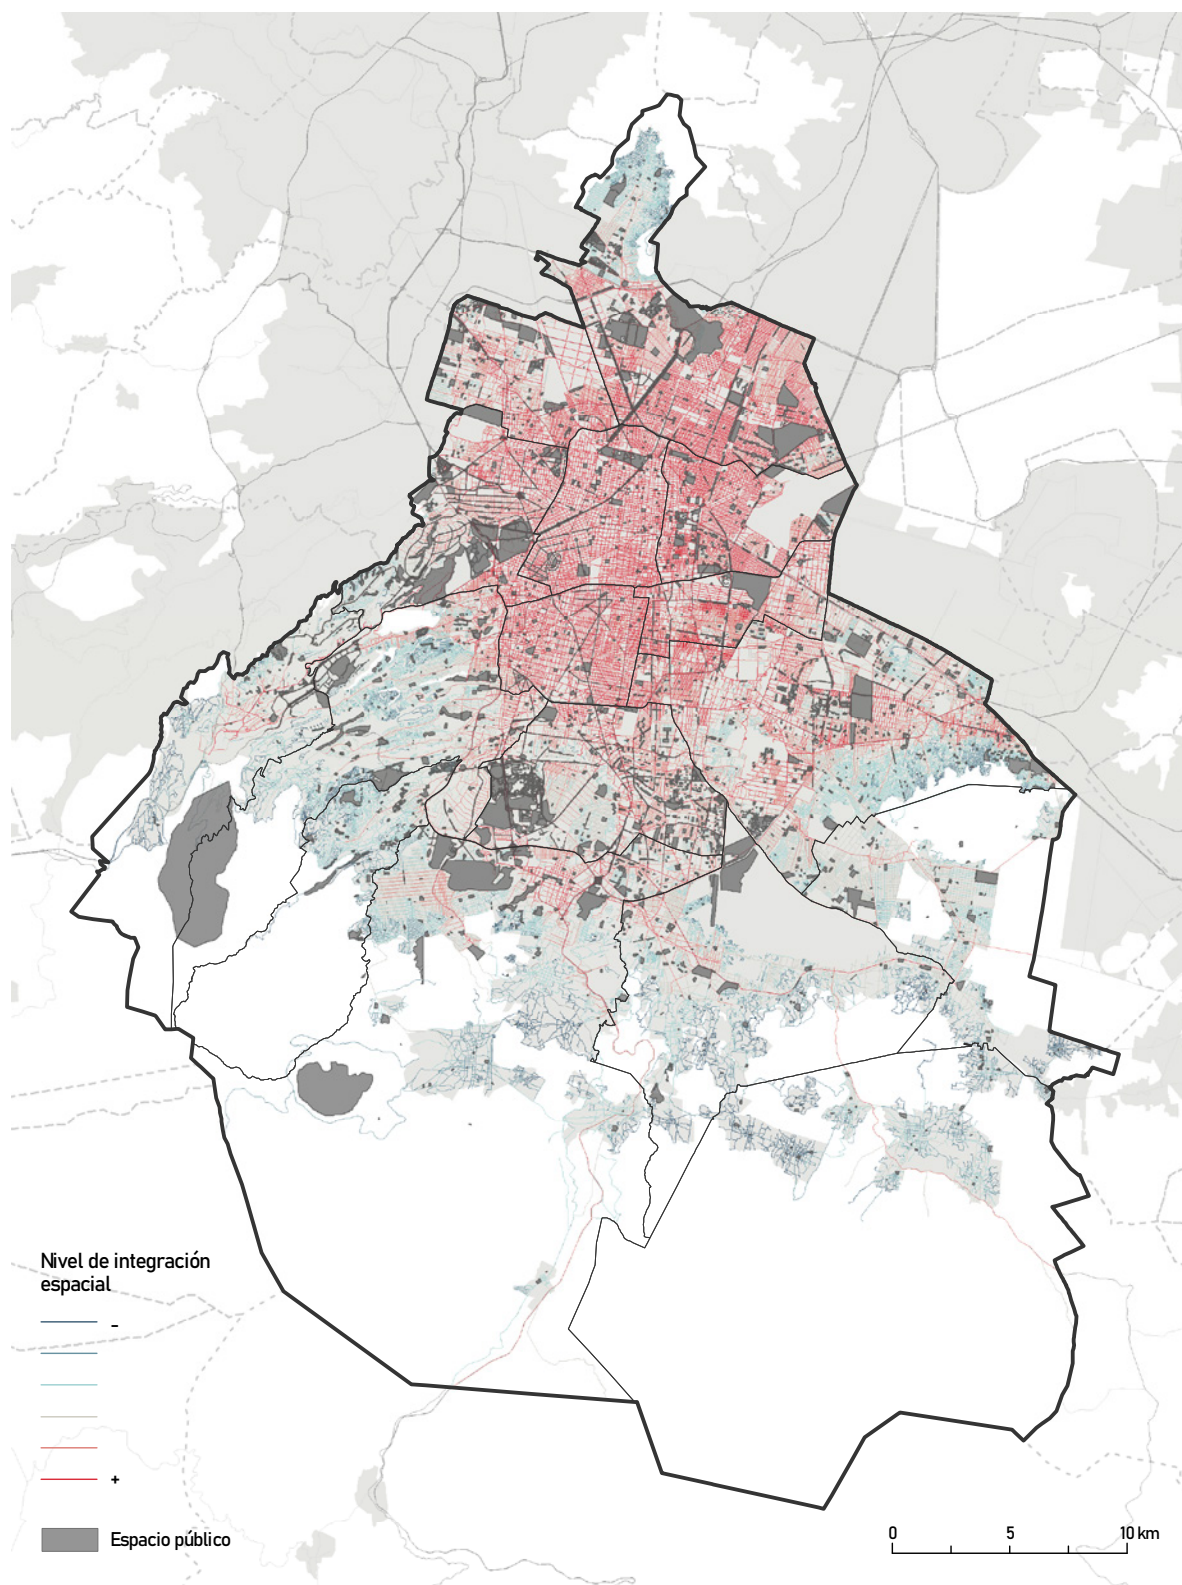 Nivel de integración
espacial
-
+
Espacio público
0 5 10 km